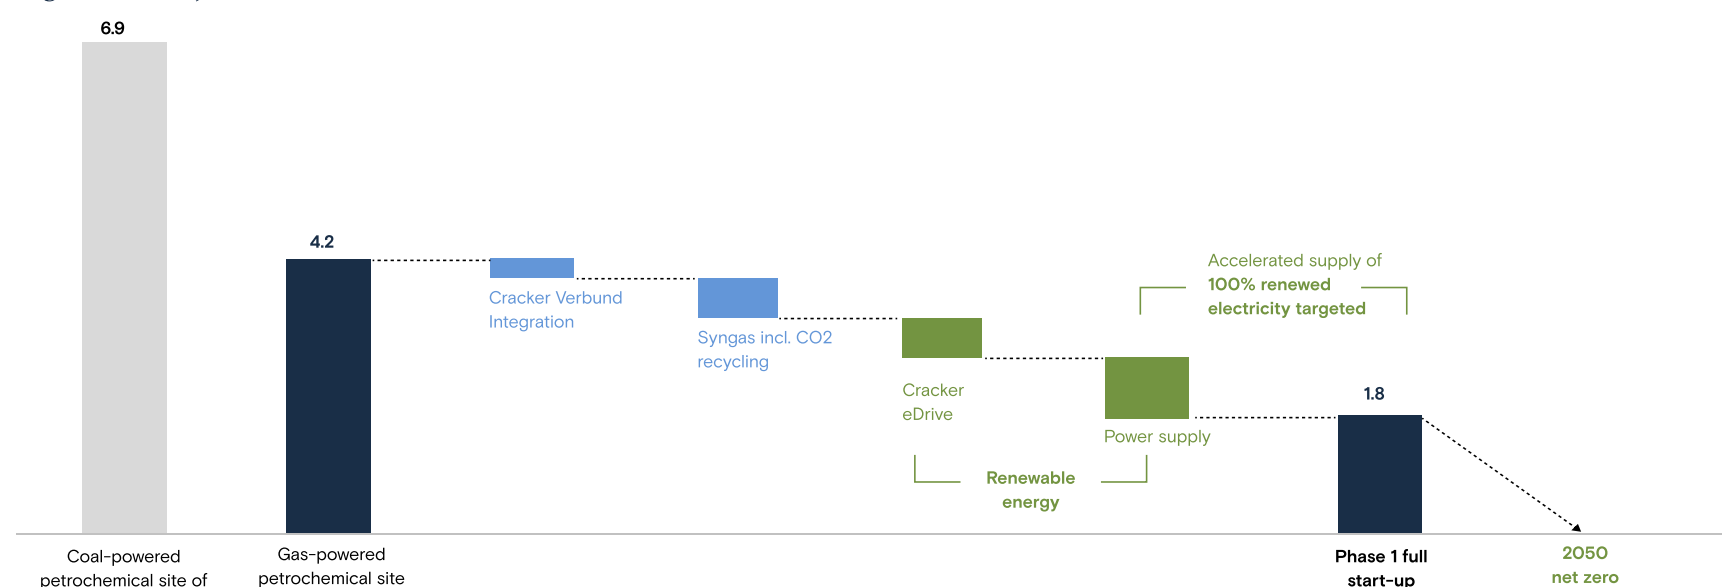 6.9
4.2
Cracker Verbund
Integration
Syngas incl. CO2
recycling
Cracker
eDrive
Power supply
Renewable
energy
Accelerated supply of
100% renewed
electricity targeted
1.8
Coal-powered
petrochemical site of
Gas-powered
petrochemical site
Phase 1 full
start-up
2050
net zero